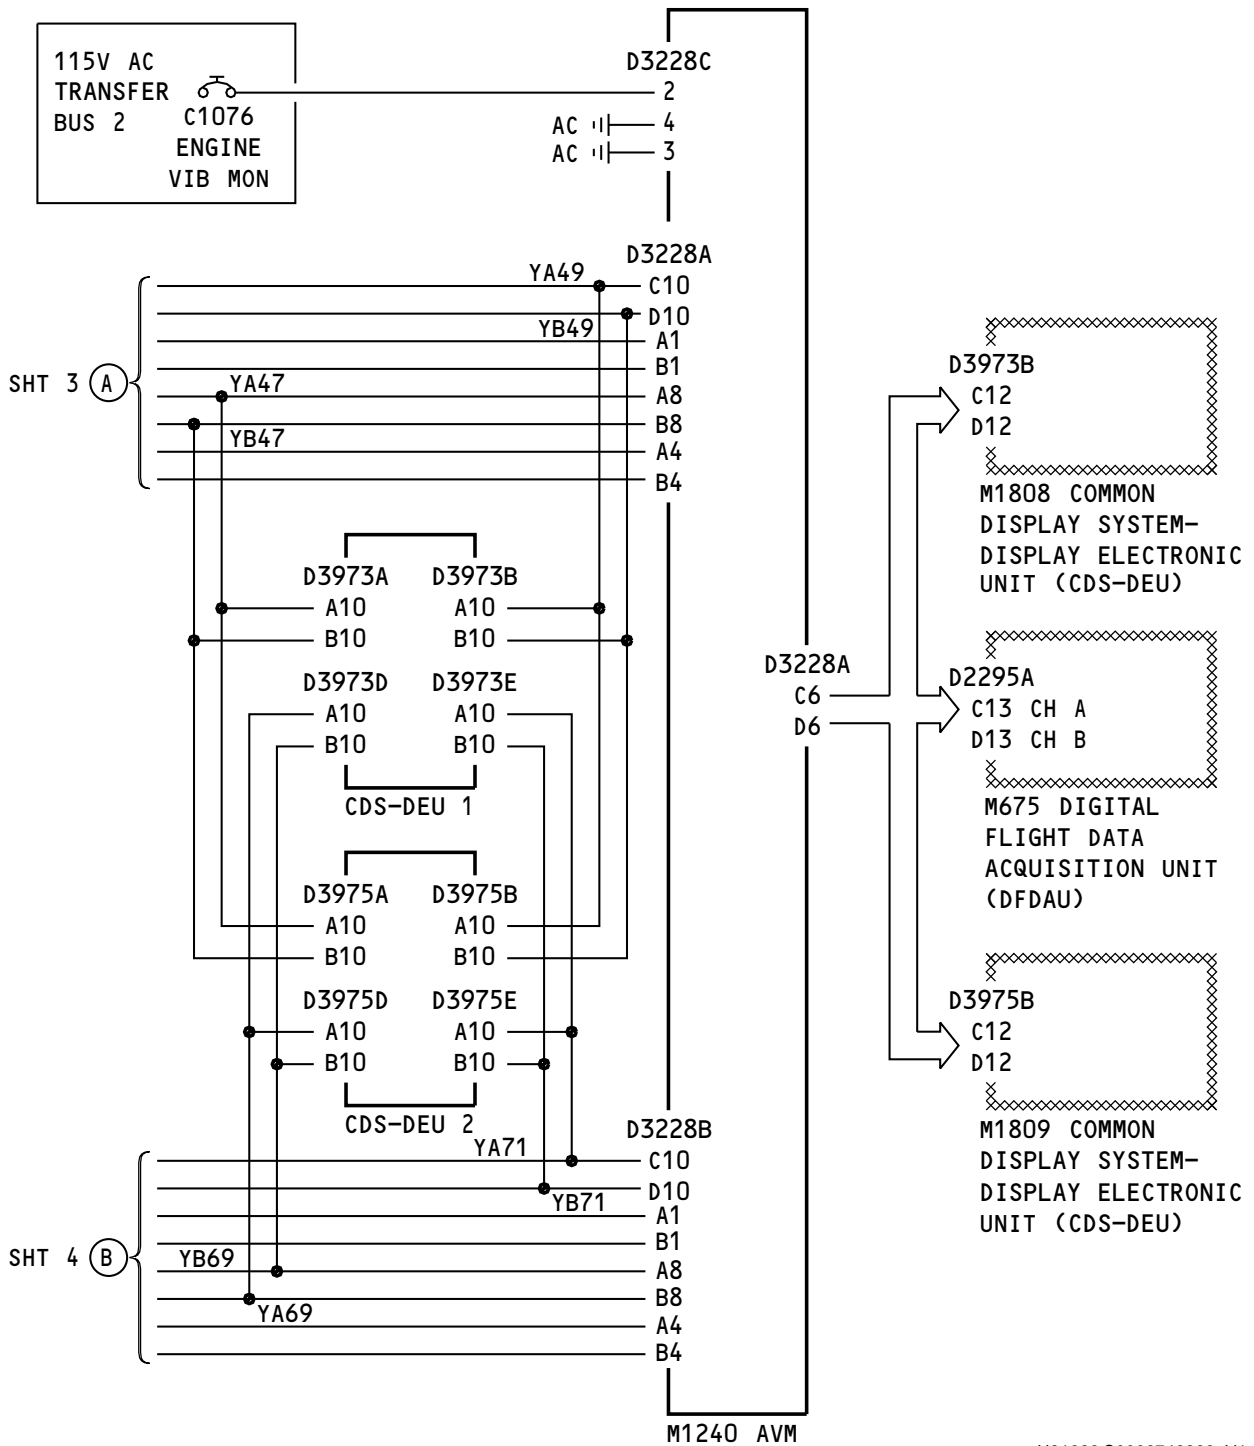 115V AC
TRANSFER
BUS 2
C1076
ENGINE
VIB MON
D3228C
2
AC 4
AC 3
D3228A
YA49
C10
D10
YB49
A1
B1
SHT 3 A
YA47
A8
B8
YB47
A4
B4
D3973A D3973B
A10 A10
B10 B10
D3973D D3973E
A10 A10
B10 B10
CDS-DEU 1
D3975A D3975B
A10 A10
B10 B10
D3975D D3975E
A10 A10
B10 B10
CDS-DEU 2
D3228A
C6
D6
D3973B
C12
D12
M1808 COMMON
DISPLAY SYSTEM-
DISPLAY ELECTRONIC
UNIT (CDS-DEU)
D2295A
C13 CH A
D13 CH B
M675 DIGITAL
FLIGHT DATA
ACQUISITION UNIT
(DFDAU)
D3975B
C12
D12
M1809 COMMON
DISPLAY SYSTEM-
DISPLAY ELECTRONIC
UNIT (CDS-DEU)
D3228B
YA71
C10
D10
YB71
A1
B1
SHT 4 B
YB69
A8
B8
YA69
A4
B4
M1240 AVM